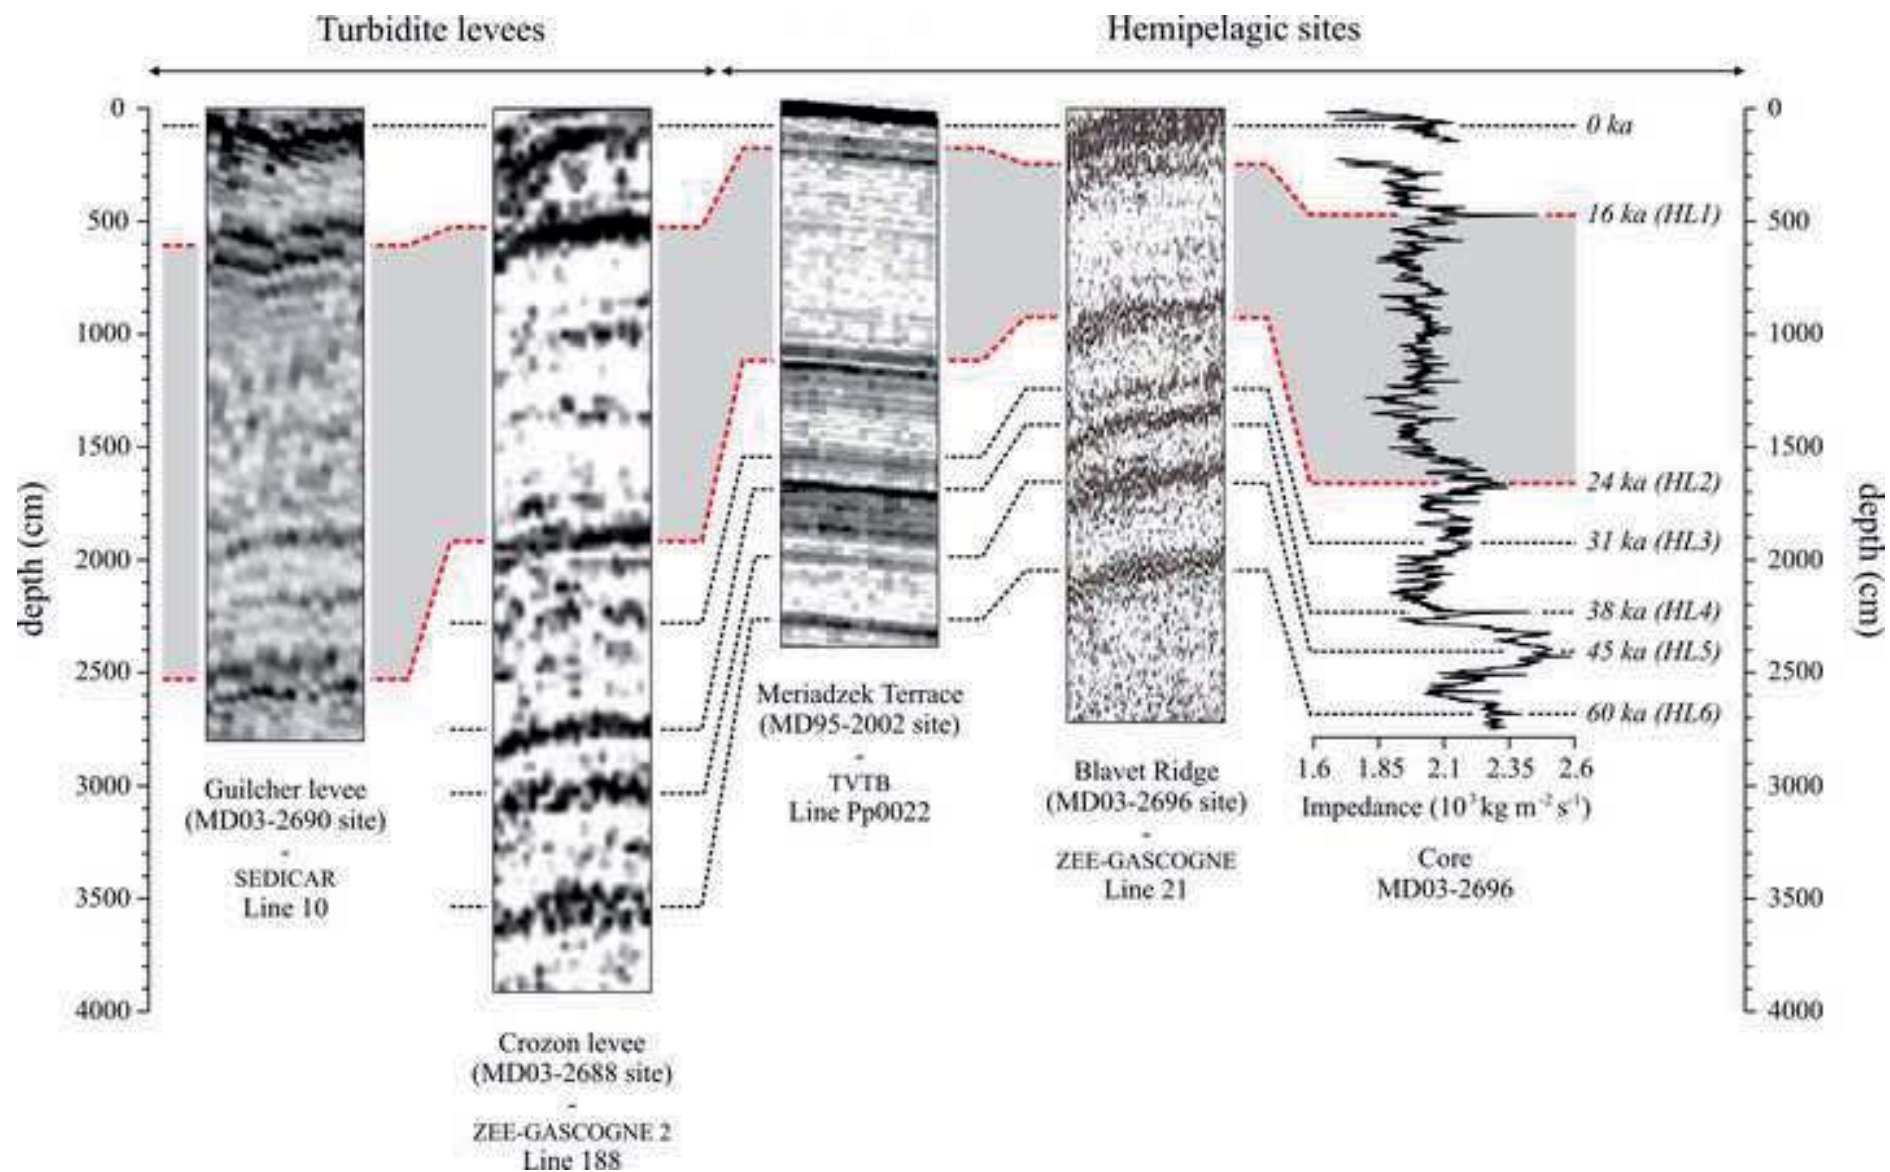 Turbidite levees
Hemipelagic sites
0
500
1000
1500
2000
2500
3000
3500
4000
depth (cm)
Guilcher levee
(MD03-2690 site)
-
SEDICAR
Line 10
Crozon levee
(MD03-2688 site)
-
ZEE-GASCOGNE 2
Line 188
Meriadzek Terrace
(MD95-2002 site)
-
TVTB
Line Pp0022
Blavet Ridge
(MD03-2696 site)
-
ZEE-GASCOGNE
Line 21
0 ka
16 ka (HL1)
24 ka (HL2)
31 ka (HL3)
38 ka (HL4)
45 ka (HL5)
60 ka (HL6)
1.6 1.85 2.1 2.35 2.6
Impedance (10³ kg m⁻² s⁻¹)
Core
MD03-2696
0
500
1000
1500
2000
2500
3000
3500
4000
depth (cm)